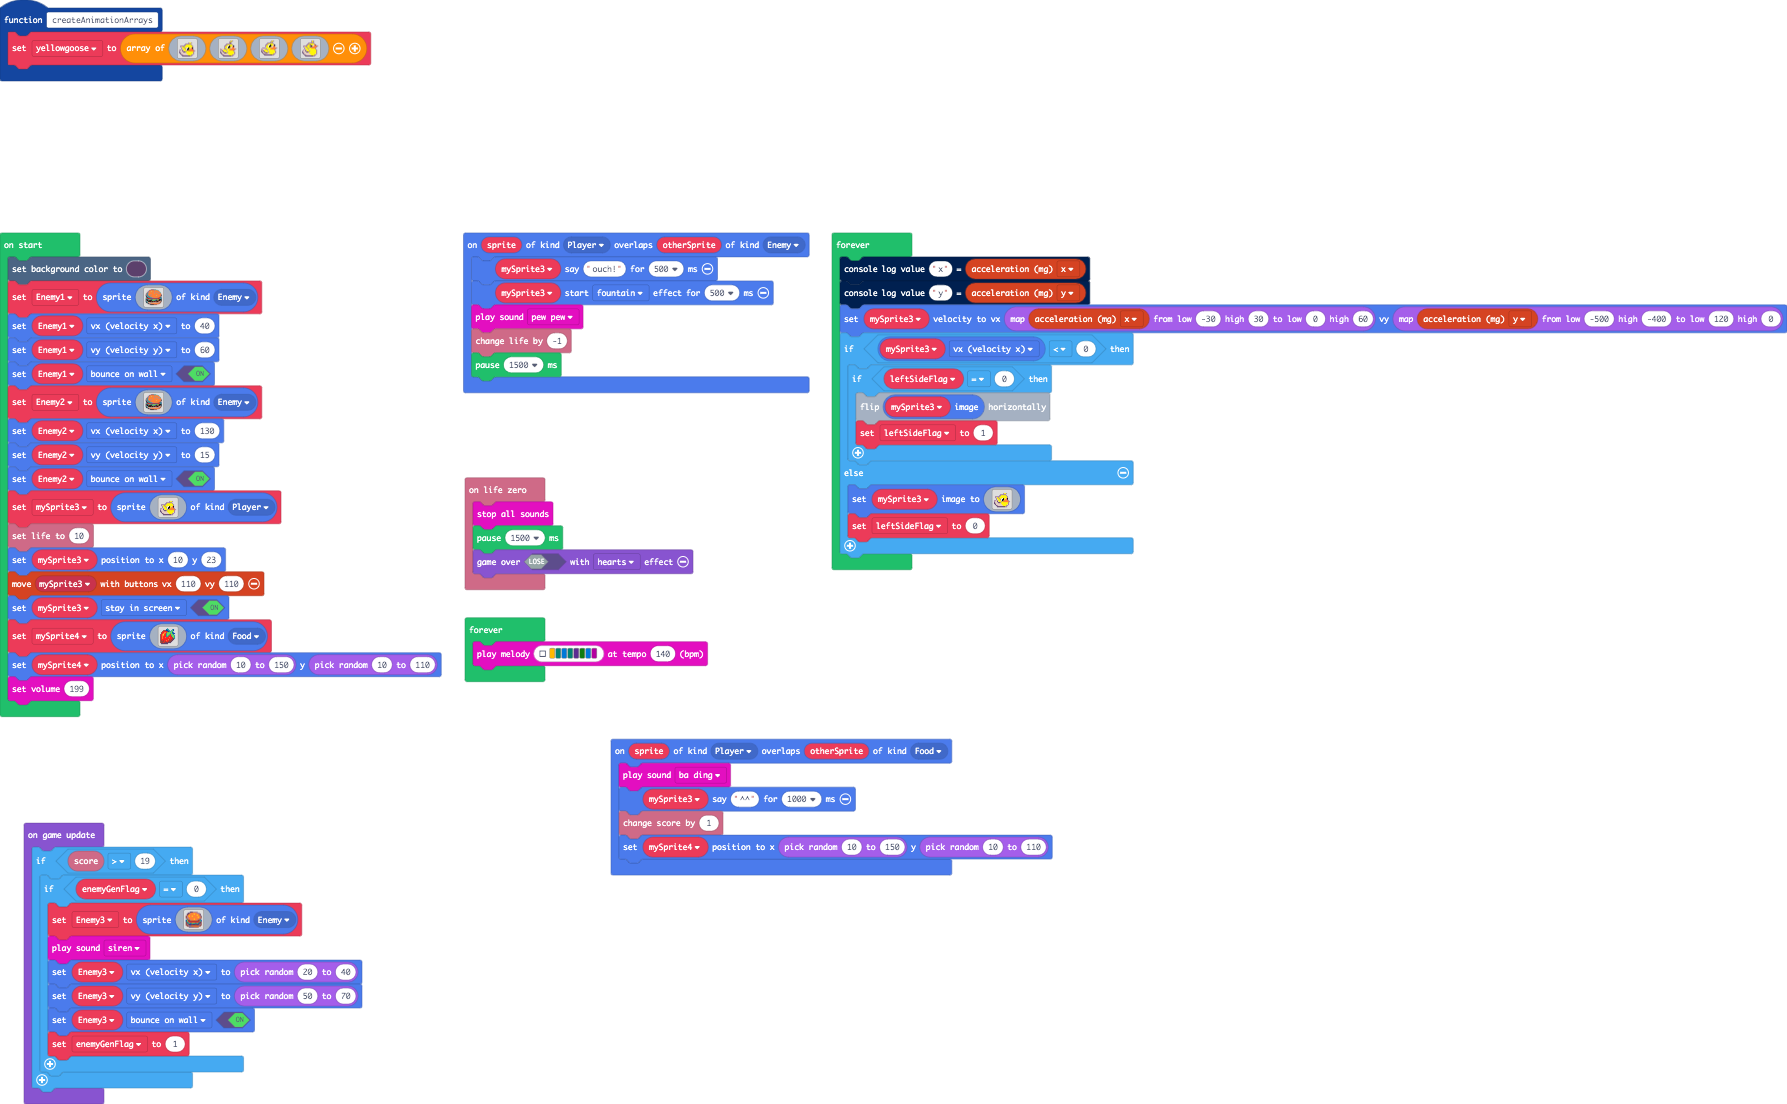 function createAnimationArrays
set yellowgoose to array of
on start
set background color to
set Enemy1 to sprite of kind Enemy
set Enemy1 vx (velocity x) to 40
set Enemy1 vy (velocity y) to 60
set Enemy1 bounce on wall ON
set Enemy2 to sprite of kind Enemy
set Enemy2 vx (velocity x) to 130
set Enemy2 vy (velocity y) to 15
set Enemy2 bounce on wall ON
set mySprite3 to sprite of kind Player
set life to 10
set mySprite3 position to x 10 y 23
move mySprite3 with buttons vx 110 vy 110
set mySprite3 stay in screen ON
set mySprite4 to sprite of kind Food
set mySprite4 position to x pick random 10 to 150 y pick random 10 to 110
set volume 199
on sprite of kind Player overlaps otherSprite of kind Enemy
mySprite3 say "ouch!" for 500 ms
mySprite3 start fountain effect for 500 ms
play sound pew pew
change life by -1
pause 1500 ms
on life zero
stop all sounds
pause 1500 ms
game over LOSE with hearts effect
forever
play melody at tempo 140 (bpm)
forever
console log value "x" = acceleration (mg) x
console log value "y" = acceleration (mg) y
set mySprite3 velocity to vx map acceleration (mg) x from low -30 high 30 to low 0 high 60 vy map acceleration (mg) y from low -500 high -400 to low 120 high 0
if mySprite3 vx (velocity x) < 0 then
if leftSideFlag = 0 then
flip mySprite3 image horizontally
set leftSideFlag to 1
else
set mySprite3 image to
set leftSideFlag to 0
on sprite of kind Player overlaps otherSprite of kind Food
play sound ba ding
mySprite3 say "^^" for 1000 ms
change score by 1
set mySprite4 position to x pick random 10 to 150 y pick random 10 to 110
on game update
if score > 19 then
if enemyGenFlag = 0 then
set Enemy3 to sprite of kind Enemy
play sound siren
set Enemy3 vx (velocity x) to pick random 20 to 40
set Enemy3 vy (velocity y) to pick random 50 to 70
set Enemy3 bounce on wall ON
set enemyGenFlag to 1